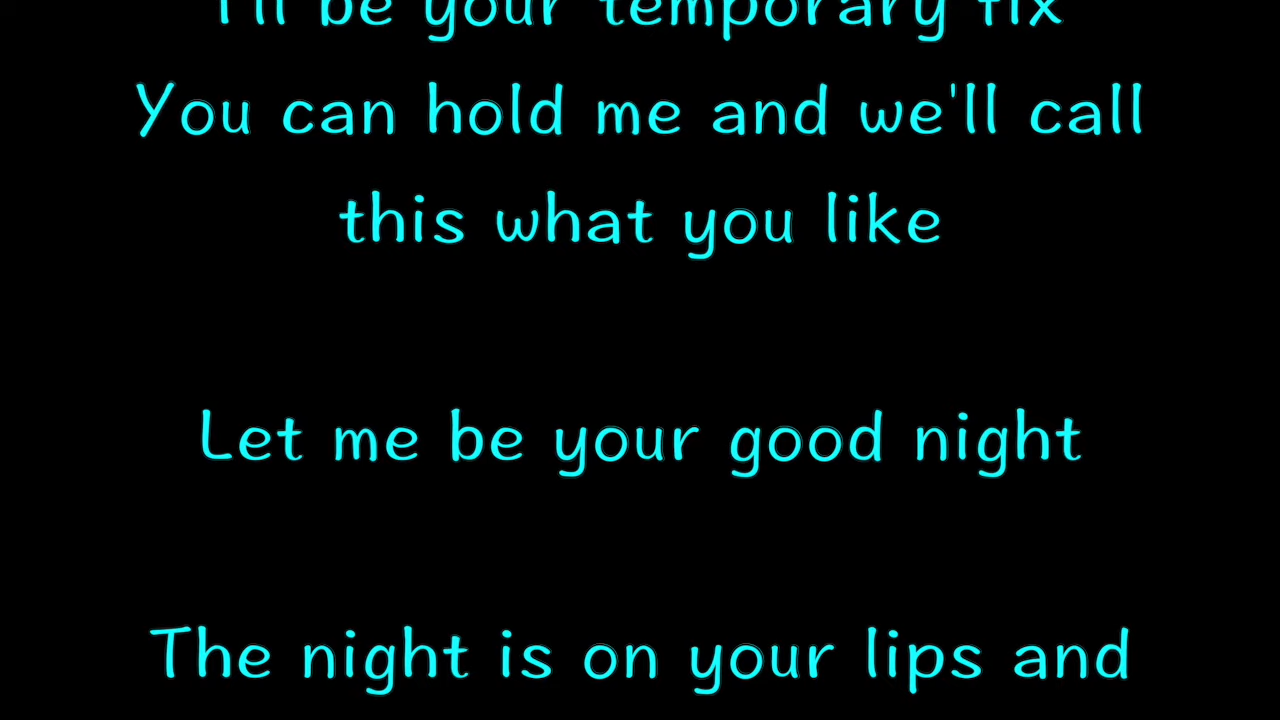 I'll be your temporary fix
You can hold me and we'll call
this what you like
Let me be your good night
The night is on your lips and